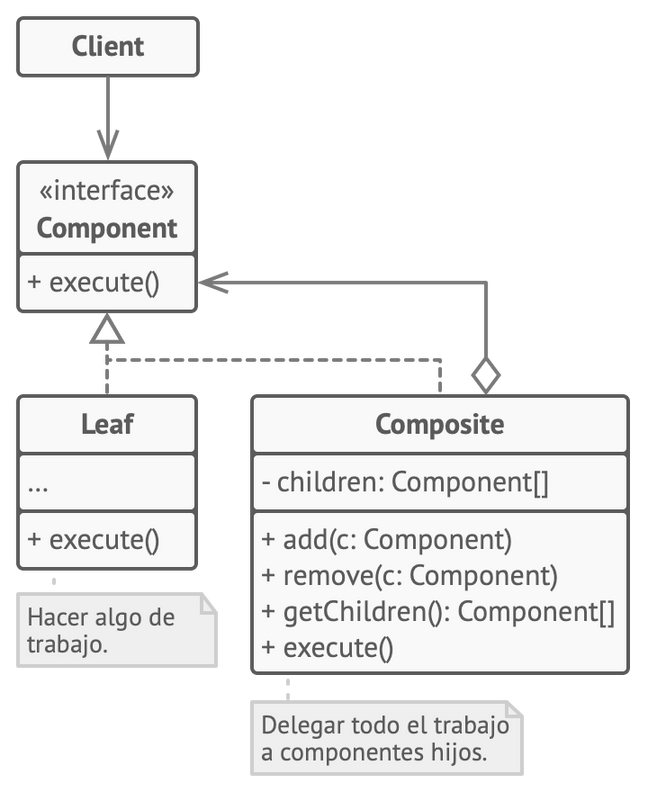 Client
«interface»
Component
+ execute()
Leaf
...
+ execute()
Hacer algo de
trabajo.
Composite
- children: Component[]
+ add(c: Component)
+ remove(c: Component)
+ getChildren(): Component[]
+ execute()
Delegar todo el trabajo
a componentes hijos.